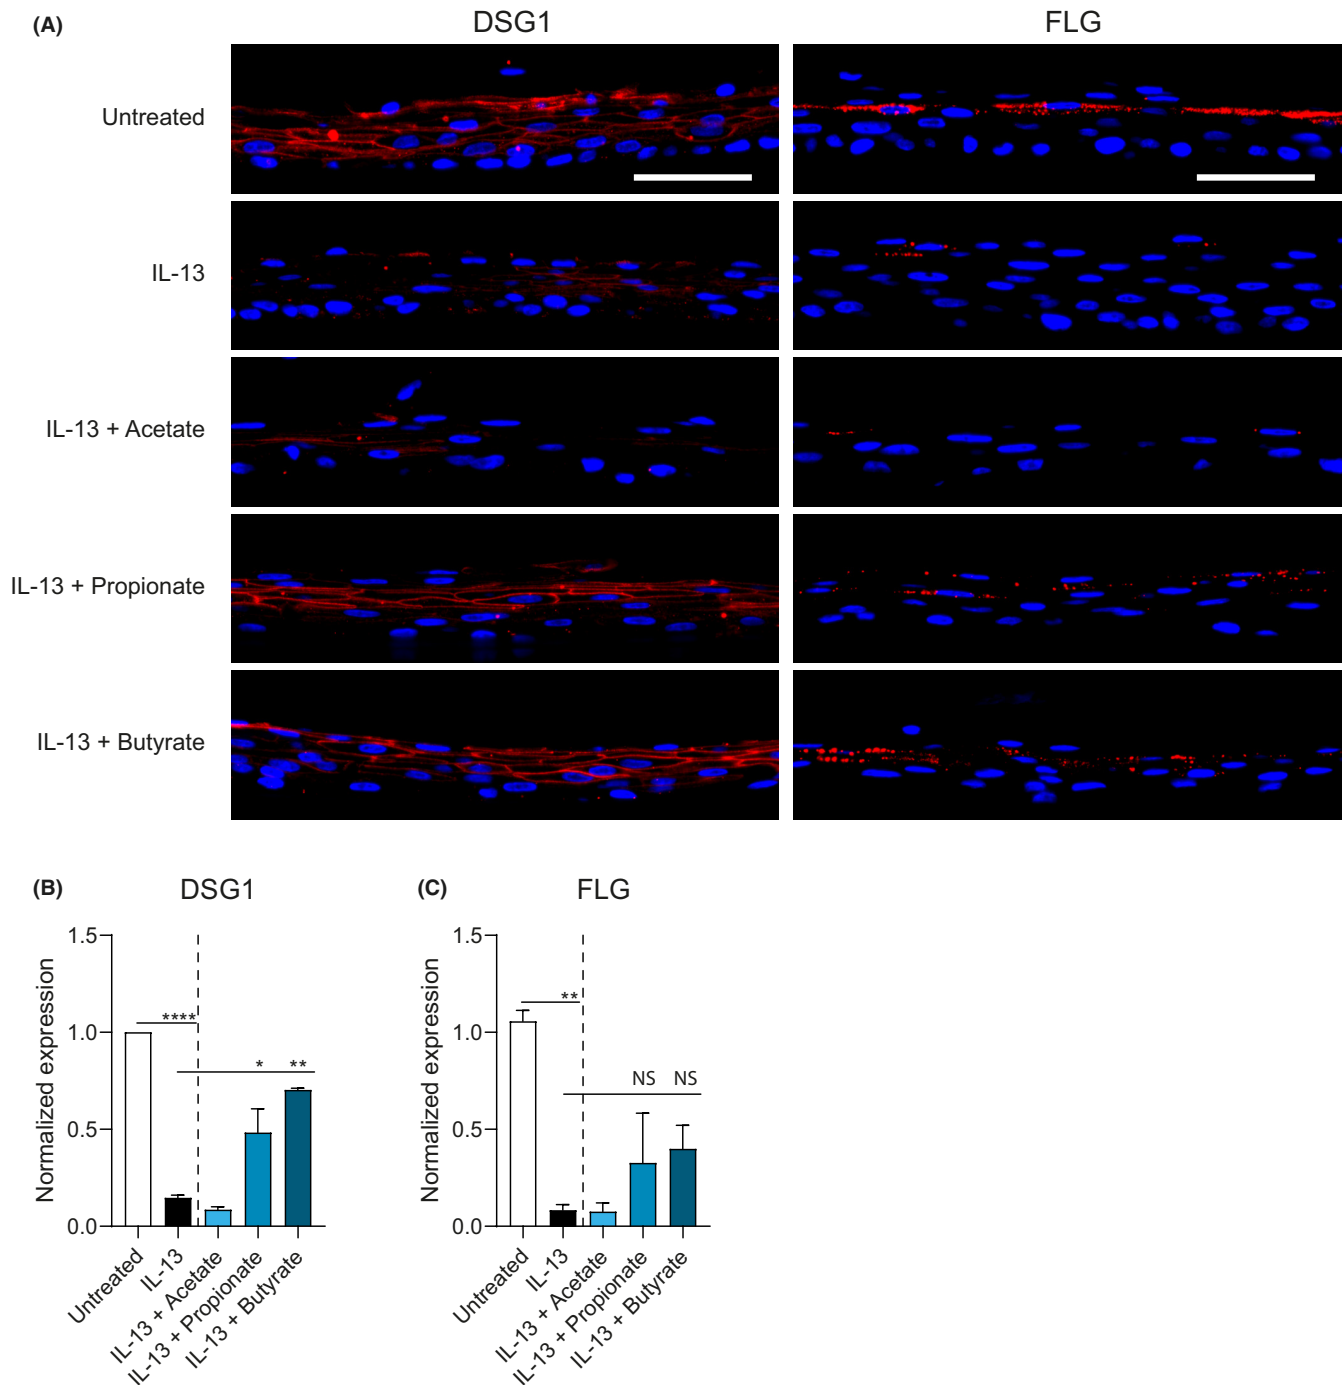 (A)
DSG1
FLG
Untreated
IL-13
IL-13 + Acetate
IL-13 + Propionate
IL-13 + Butyrate
(B)
DSG1
Normalized expression
1.5
1.0
0.5
0.0
****
*
**
Untreated
IL-13
IL-13 + Acetate
IL-13 + Propionate
IL-13 + Butyrate
(C)
FLG
Normalized expression
1.5
1.0
0.5
0.0
**
NS
NS
Untreated
IL-13
IL-13 + Acetate
IL-13 + Propionate
IL-13 + Butyrate